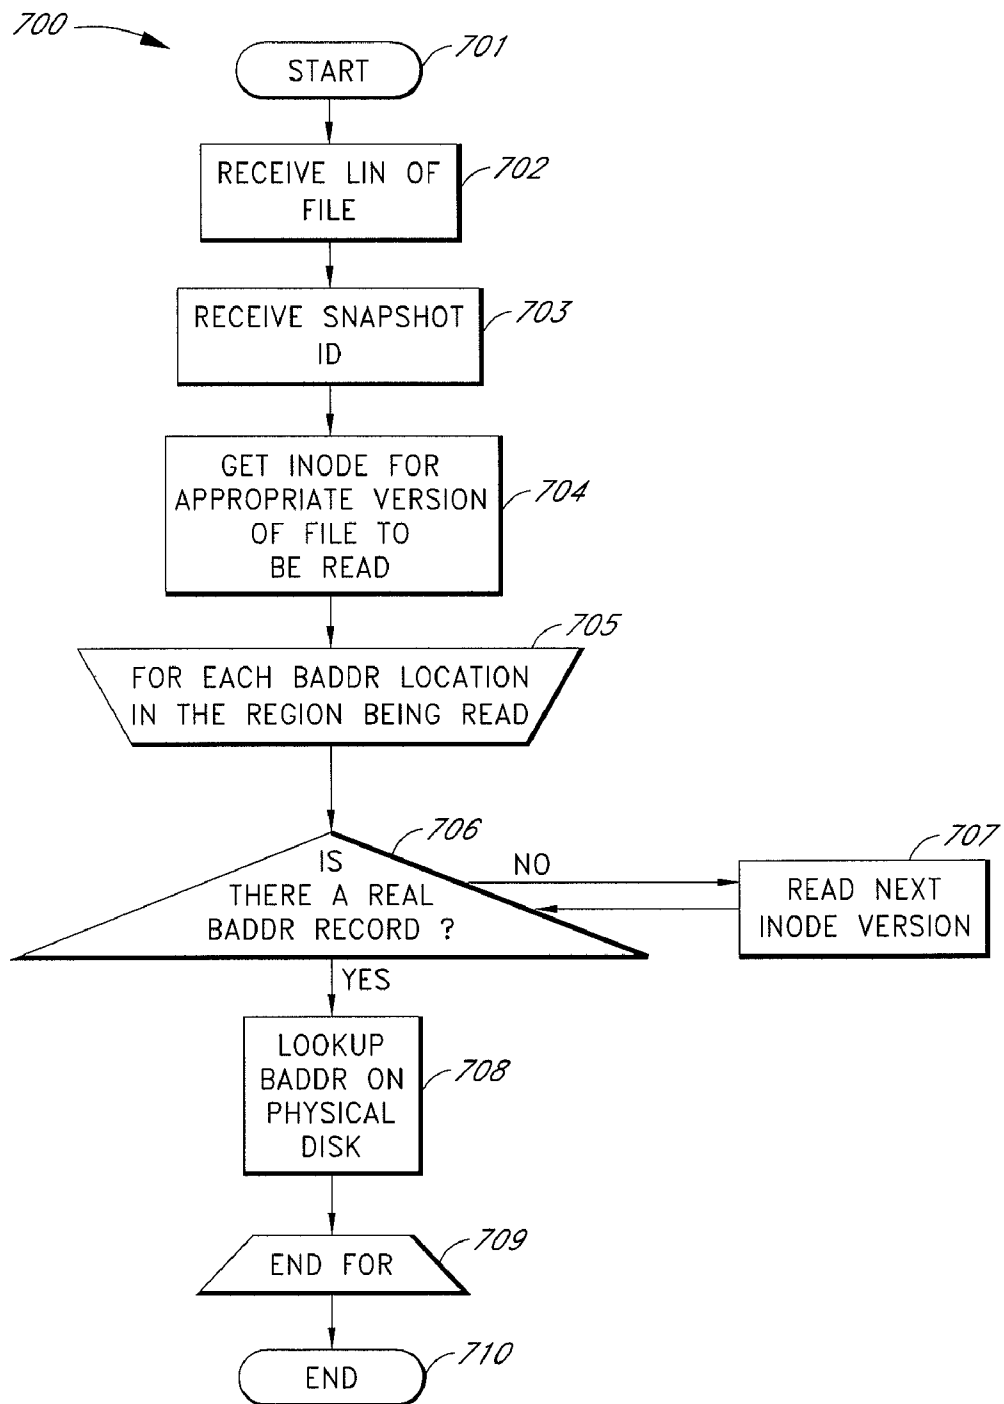 700
START
701
RECEIVE LIN OF
FILE
702
RECEIVE SNAPSHOT
ID
703
GET INODE FOR
APPROPRIATE VERSION
OF FILE TO
BE READ
704
705
FOR EACH BADDR LOCATION
IN THE REGION BEING READ
706
IS
THERE A REAL
BADDR RECORD ?
NO
707
READ NEXT
INODE VERSION
YES
LOOKUP
BADDR ON
PHYSICAL
DISK
708
END FOR
709
END
710